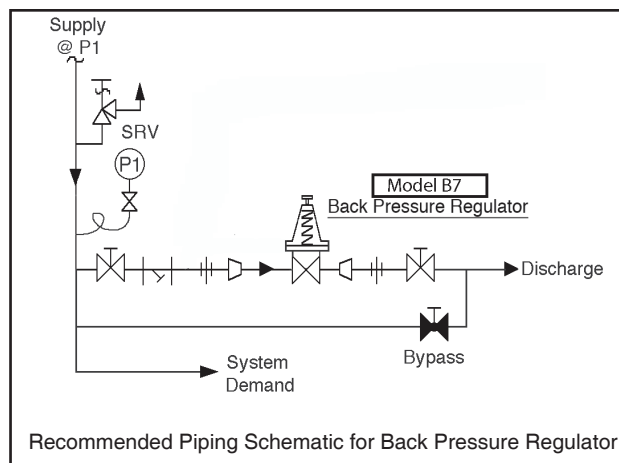 Supply
@ P1
SRV
P1
Model B7
Back Pressure Regulator
Discharge
Bypass
System
Demand
Recommended Piping Schematic for Back Pressure Regulator